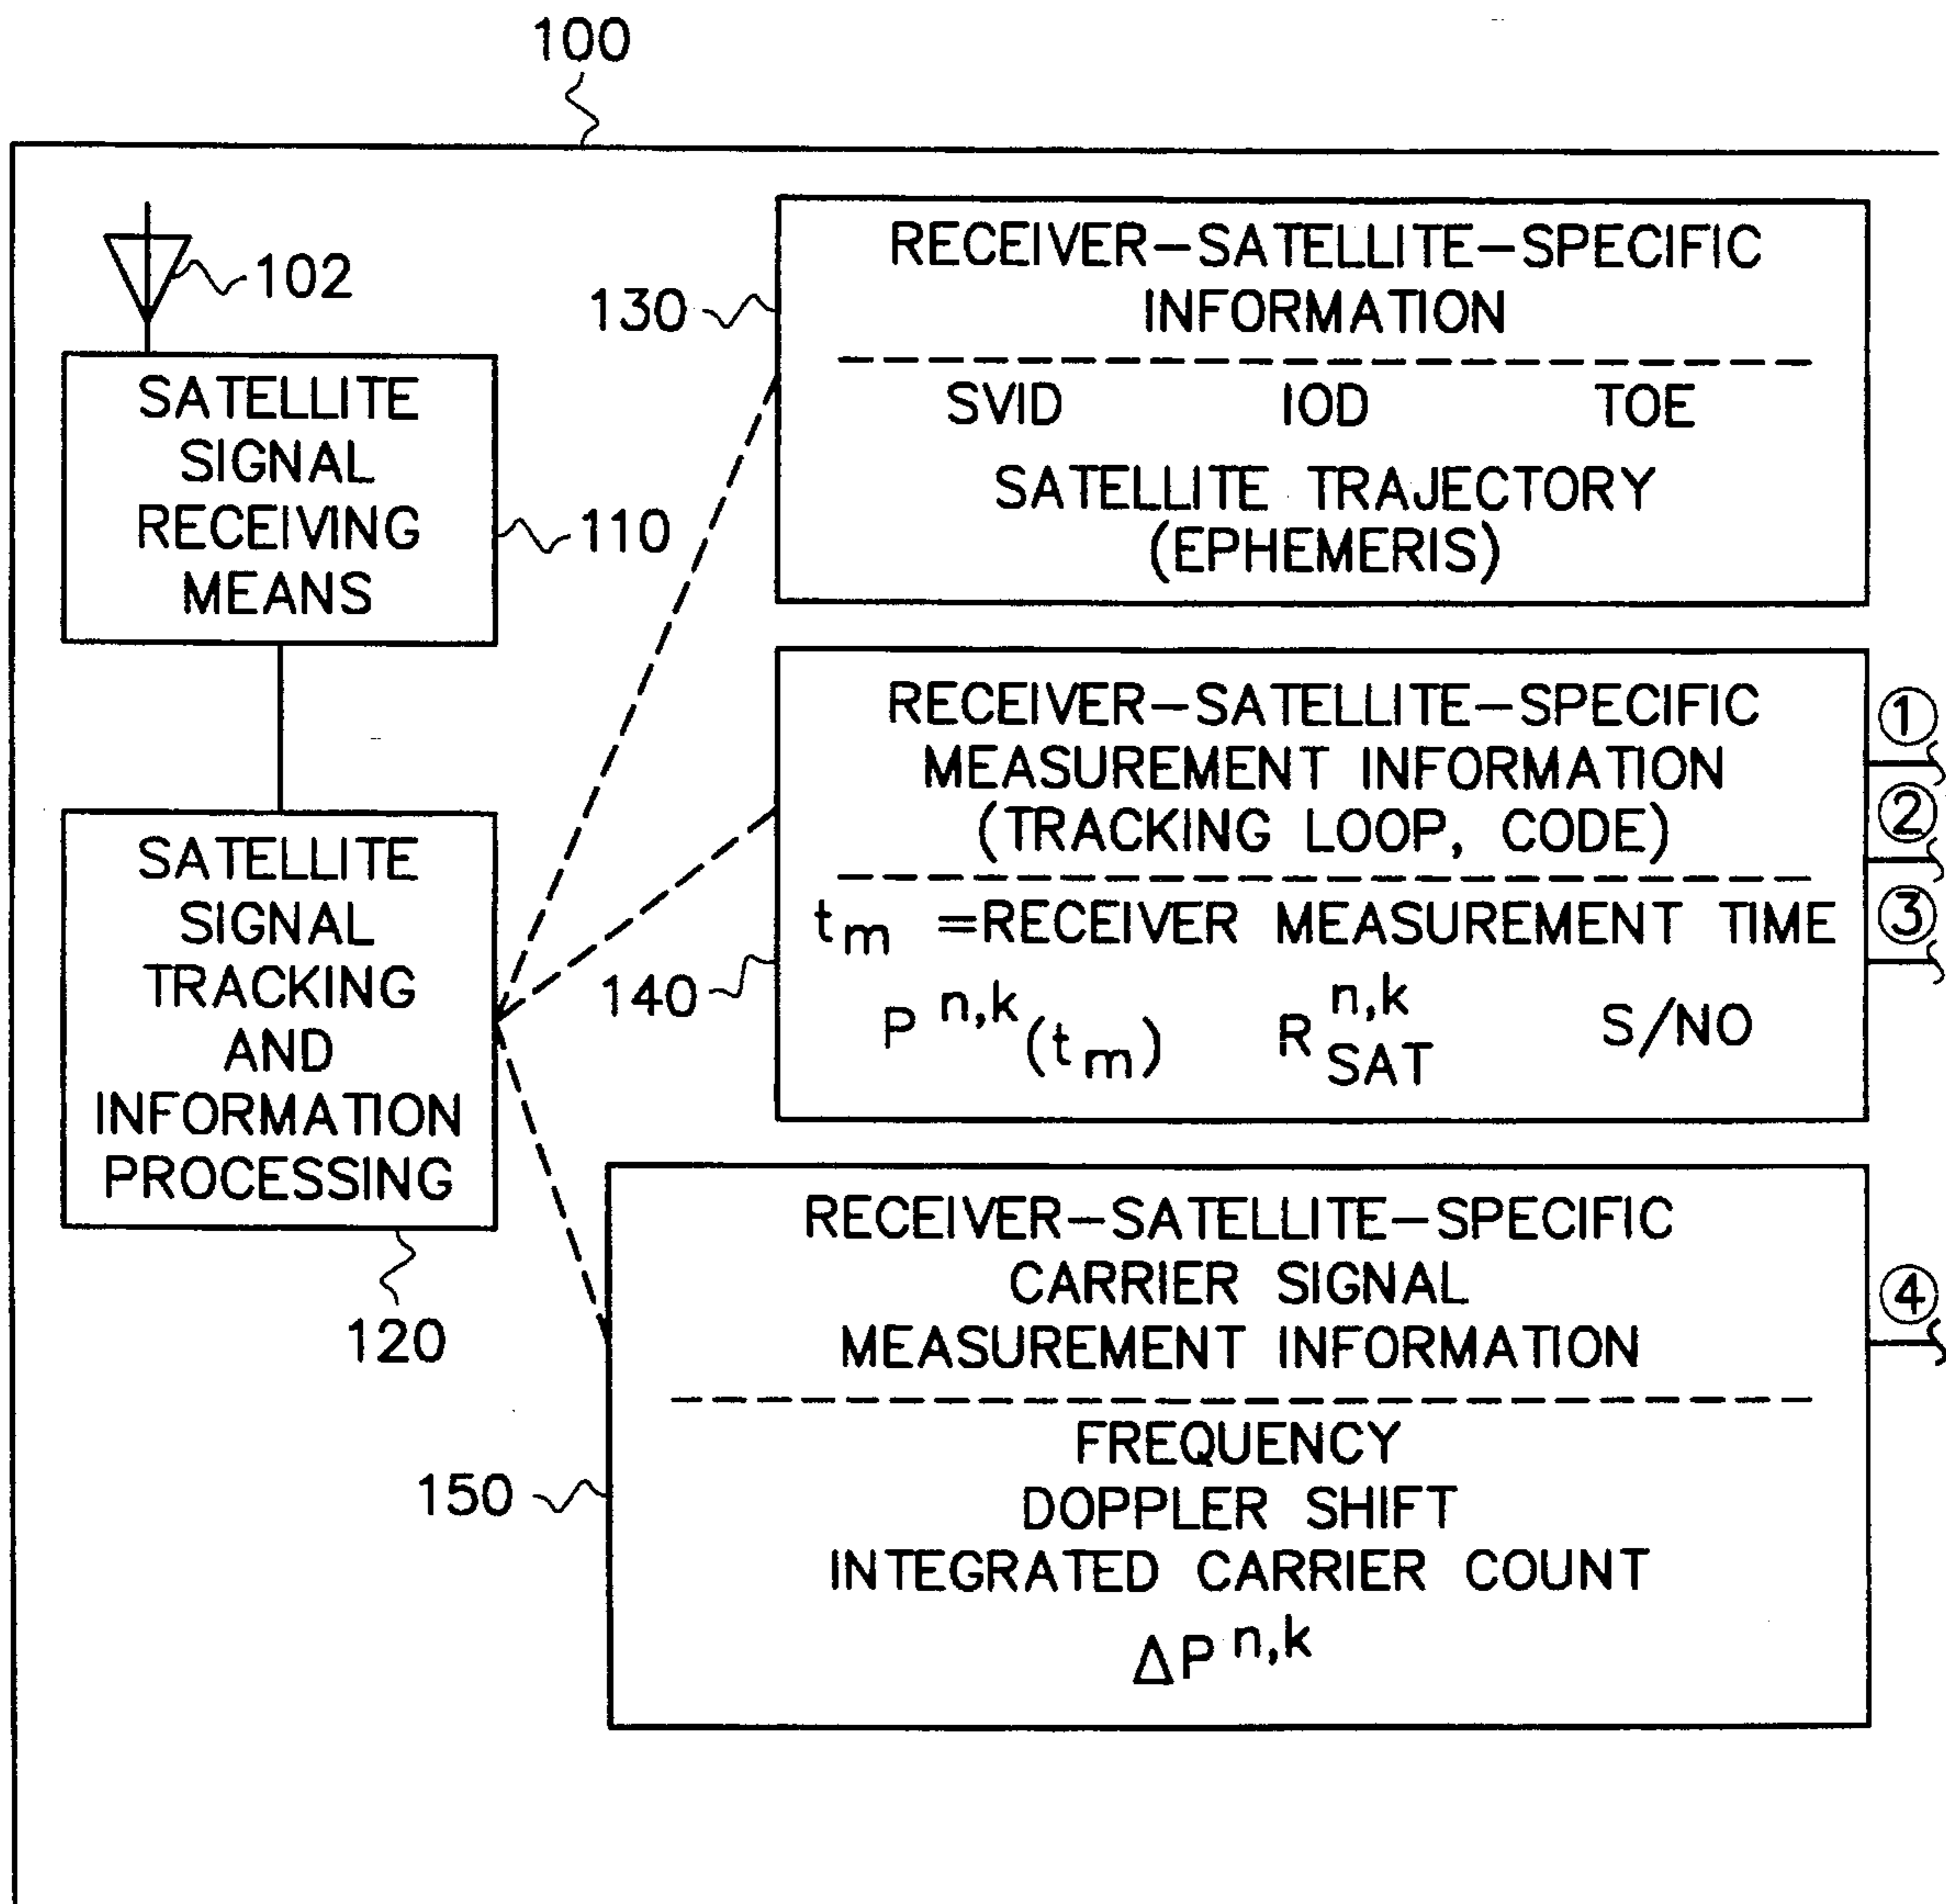 100
102
SATELLITE
SIGNAL
RECEIVING
MEANS
110
SATELLITE
SIGNAL
TRACKING
AND
INFORMATION
PROCESSING
120
130
RECEIVER–SATELLITE–SPECIFIC
INFORMATION
SVID IOD TOE
SATELLITE TRAJECTORY
(EPHEMERIS)
140
RECEIVER–SATELLITE–SPECIFIC
MEASUREMENT INFORMATION
(TRACKING LOOP, CODE)
t_m =RECEIVER MEASUREMENT TIME
P^{n,k}(t_m) R^{n,k}_{SAT} S/NO
①
②
③
150
RECEIVER–SATELLITE–SPECIFIC
CARRIER SIGNAL
MEASUREMENT INFORMATION
FREQUENCY
DOPPLER SHIFT
INTEGRATED CARRIER COUNT
ΔP^{n,k}
④